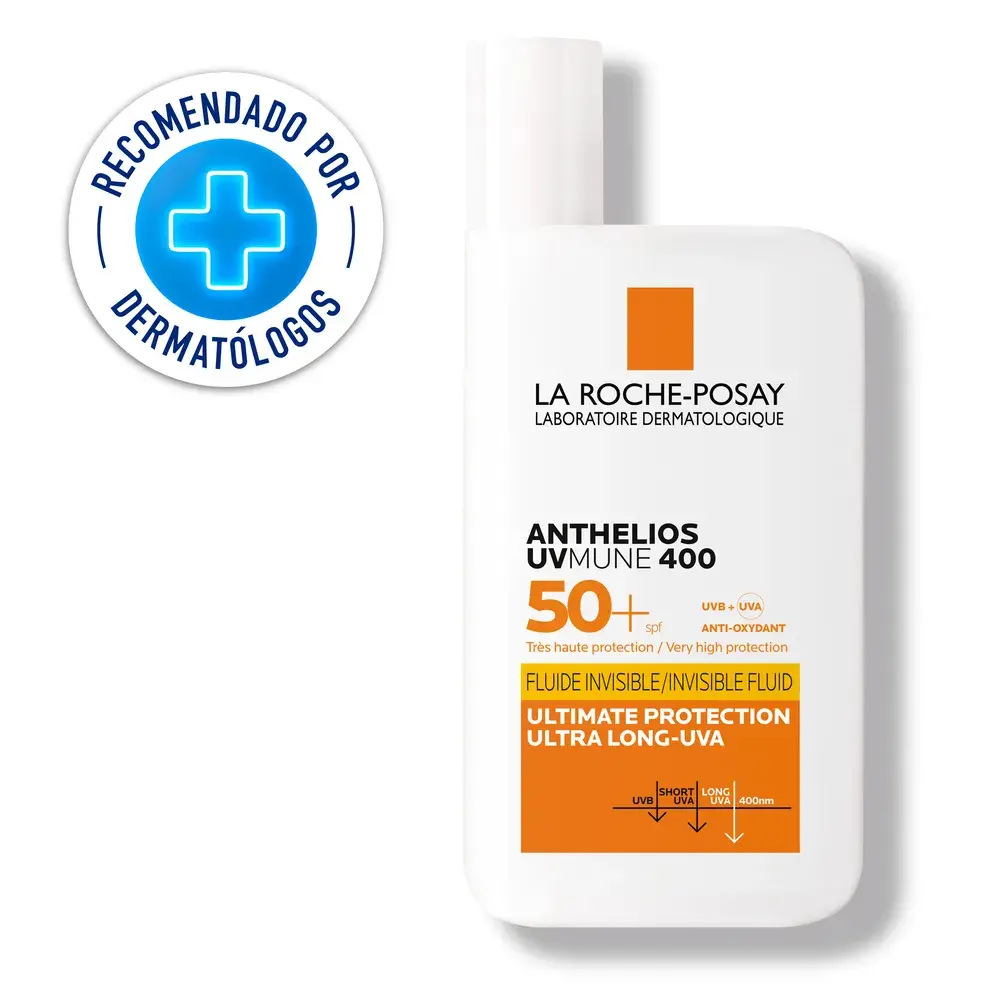 RECOMENDADO POR
DERMATÓLOGOS
LA ROCHE-POSAY
LABORATOIRE DERMATOLOGIQUE
ANTHELIOS
UVMUNE 400
50+ spf
UVB + UVA
ANTI-OXYDANT
Très haute protection / Very high protection
FLUIDE INVISIBLE/INVISIBLE FLUID
ULTIMATE PROTECTION
ULTRA LONG-UVA
UVB
SHORT UVA
LONG UVA
400nm